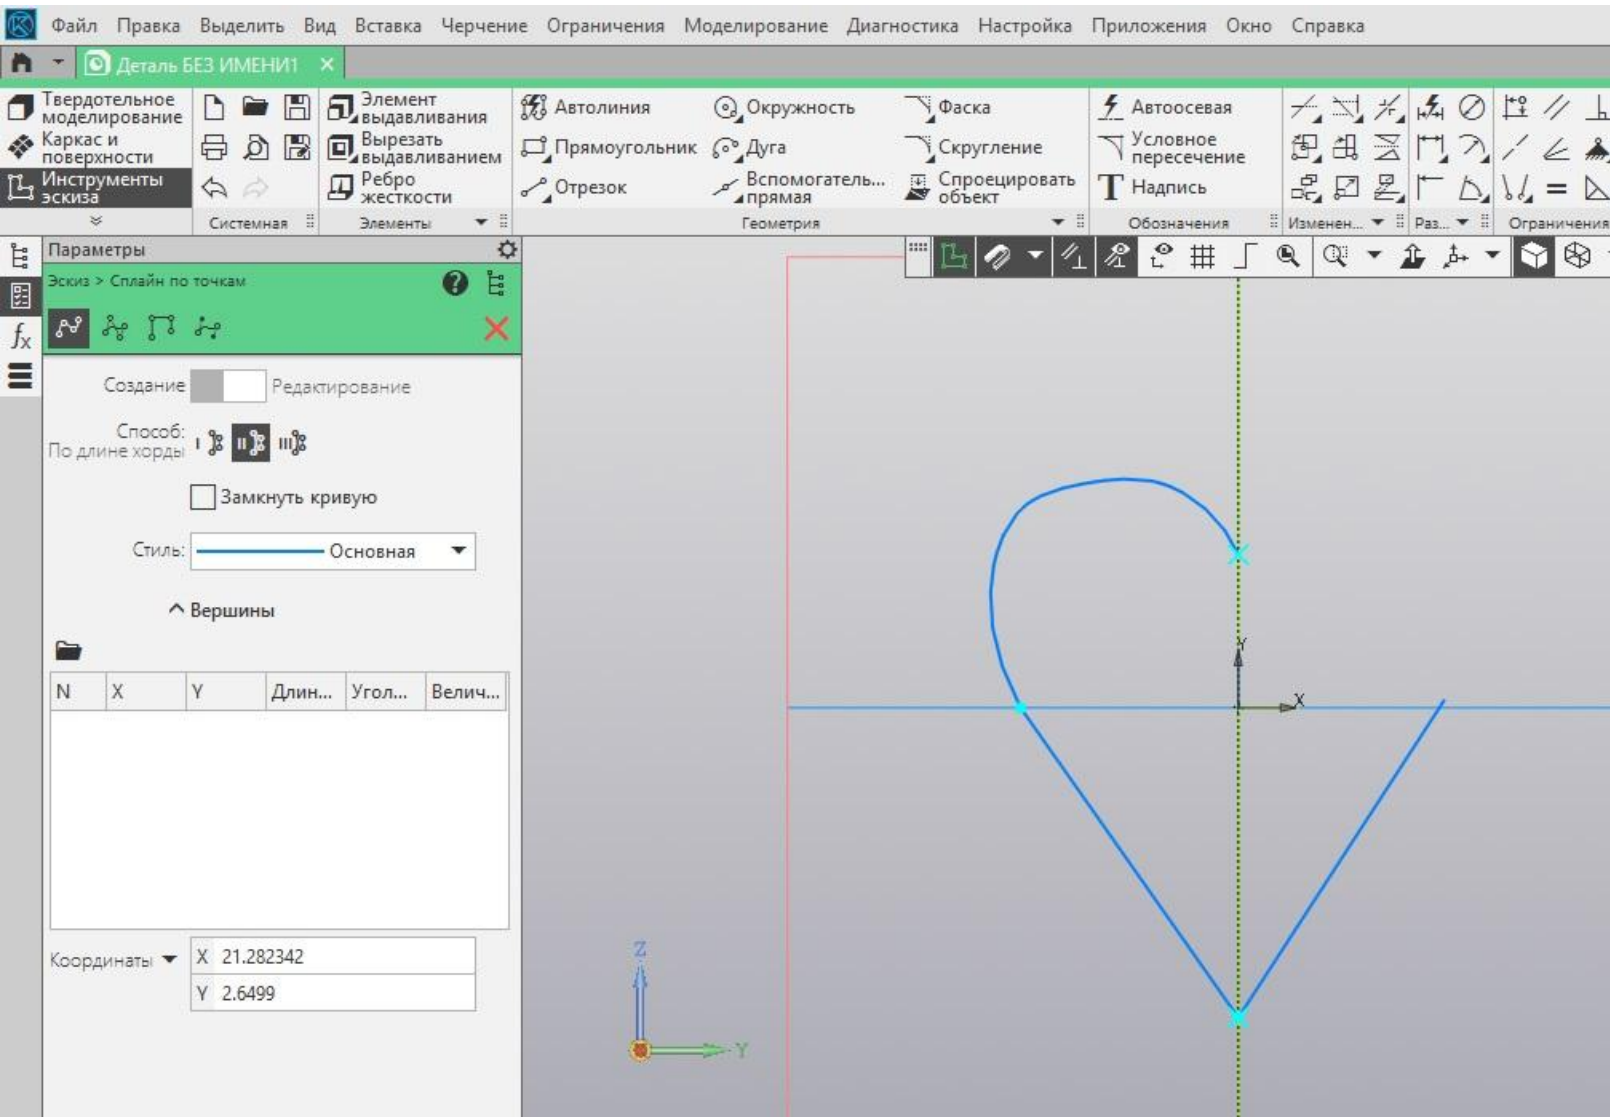 Файл Правка Выделить Вид Вставка Черчение Ограничения Моделирование Диагностика Настройка Приложения Окно Справка
Деталь БЕЗ ИМЕНИ1
Твердотельное моделирование
Каркас и поверхности
Инструменты эскиза
Системная
Элемент выдавливания
Вырезать выдавливанием
Ребро жесткости
Элементы
Автолиния
Прямоугольник
Отрезок
Окружность
Дуга
Вспомогатель... прямая
Фаска
Скругление
Спроецировать объект
Геометрия
Автоосевая
Условное пересечение
Надпись
Обозначения
Изменен...
Раз...
Ограничения
Параметры
Эскиз > Сплайн по точкам
Создание Редактирование
Способ:
По длине хорды
Замкнуть кривую
Стиль: Основная
Вершины
N X Y Длин... Угол... Велич...
Координаты X 21.282342
Y 2.6499
Y
X
Z
Y